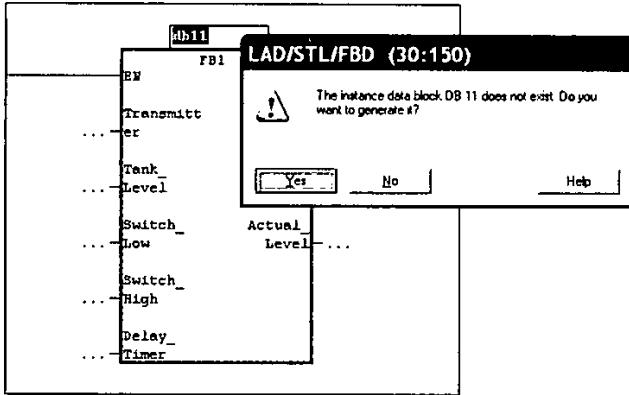 db11
FB1
EN
Transmitt
... er
Tank_
... Level
Switch_
... Low
Actual_
Level ...
Switch_
... High
Delay_
... Timer
LAD/STL/FBD (30:150)
The instance data block DB 11 does not exist. Do you
want to generate it?
Yes
No
Help